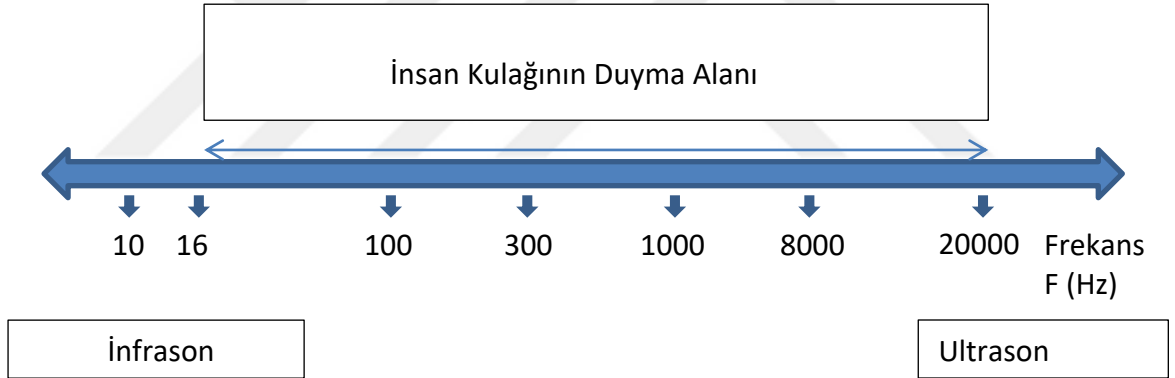 İnsan Kulağının Duyma Alanı
10 16 100 300 1000 8000 20000 Frekans
F (Hz)
İnfrason Ultrason